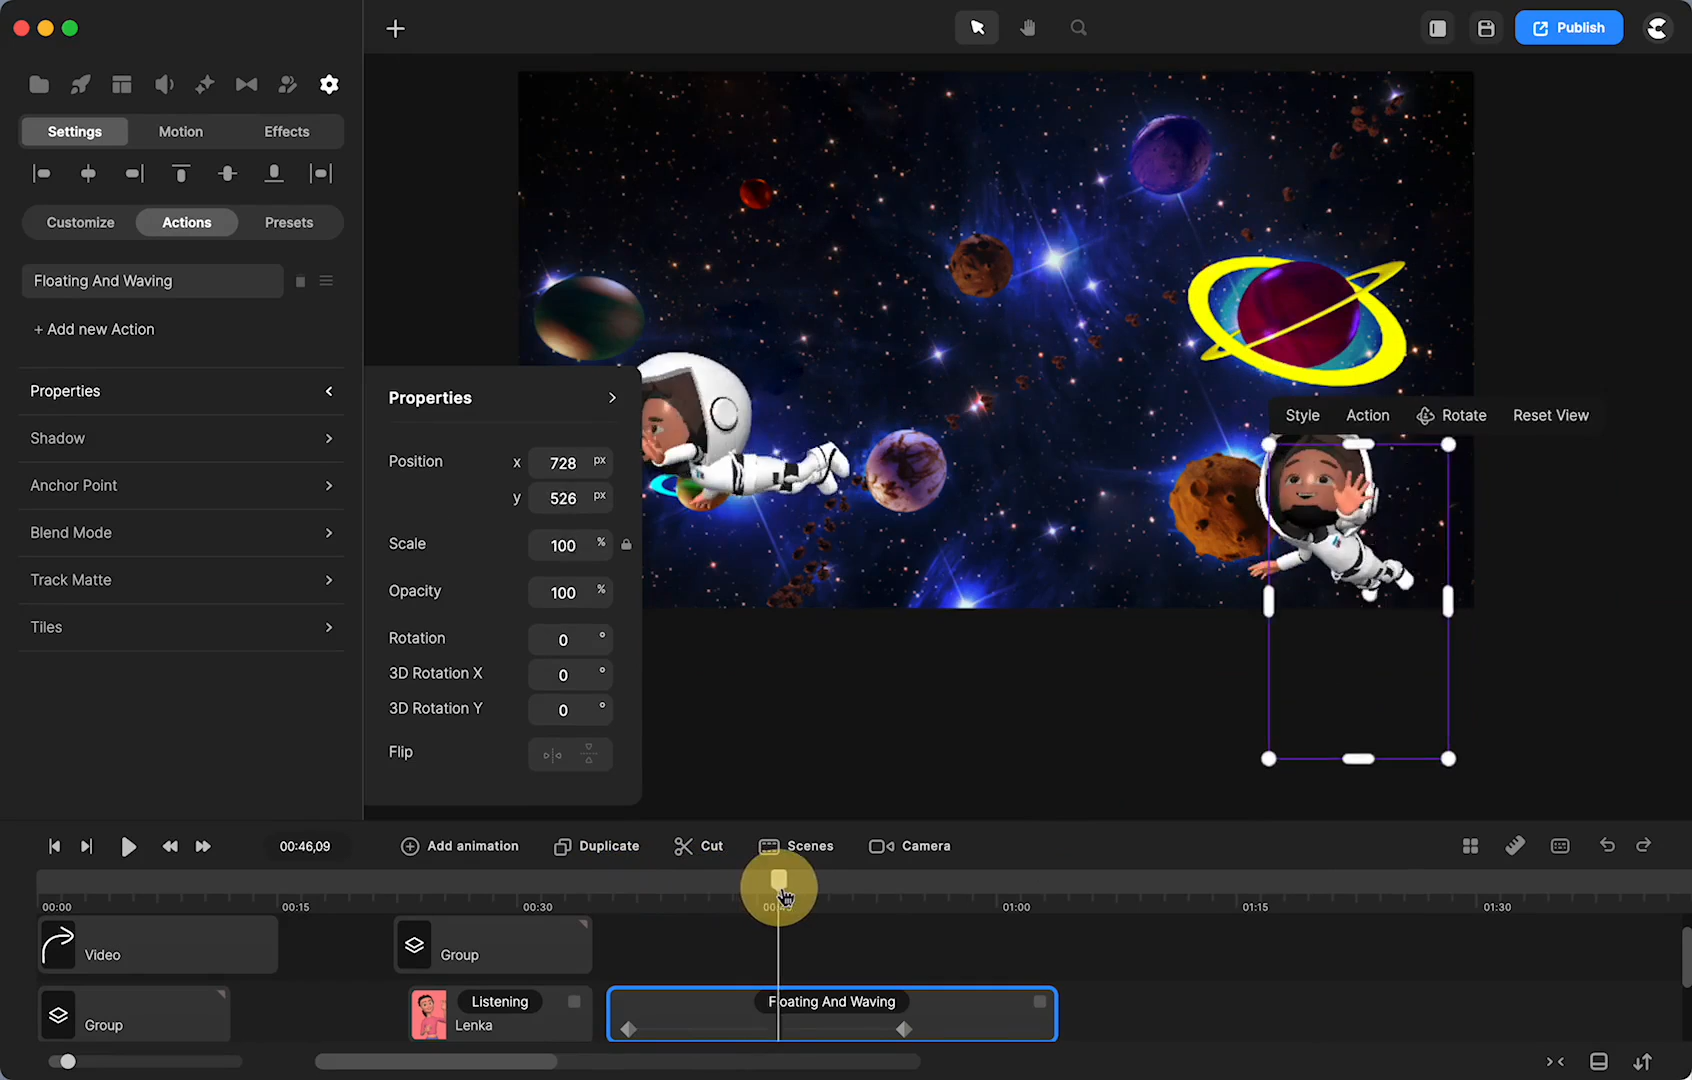 Publish
Settings
Motion
Effects
Customize
Actions
Presets
Floating And Waving
+ Add new Action
Properties
Shadow
Anchor Point
Blend Mode
Track Matte
Tiles
Properties
Position x 728 px
y 526 px
Scale 100 %
Opacity 100 %
Rotation 0 °
3D Rotation X 0 °
3D Rotation Y 0 °
Flip
Style Action Rotate Reset View
00:46,09
Add animation
Duplicate
Cut
Scenes
Camera
00:00 00:15 00:30 00:45 01:00 01:15 01:30
Video
Group
Group
Listening
Lenka
Floating And Waving